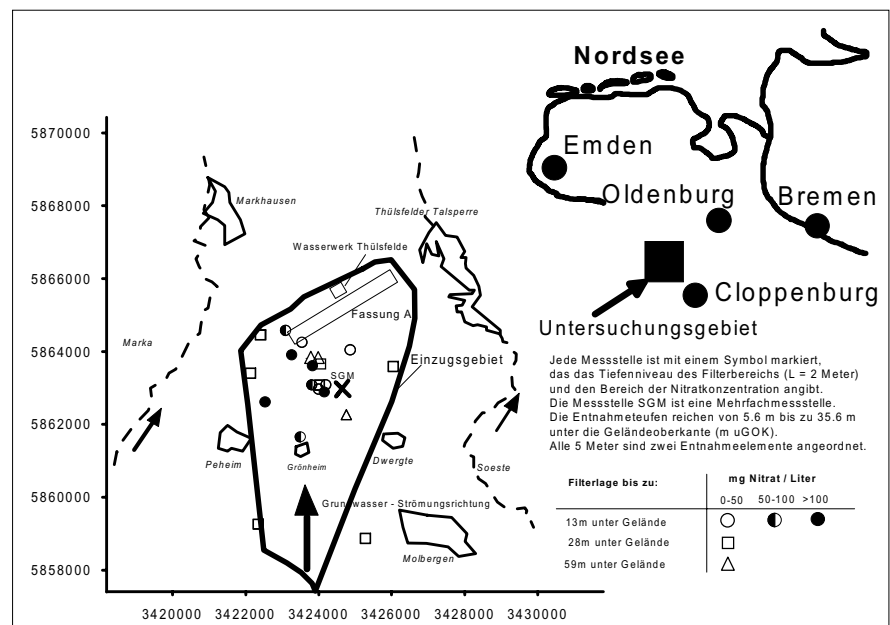 Nordsee
Emden
Oldenburg
Bremen
Cloppenburg
Untersuchungsgebiet
5870000
5868000
5866000
5864000
5862000
5860000
5858000
3420000 3422000 3424000 3426000 3428000 3430000
Markhausen
Thülsfelder Talsperre
Wasserwerk Thülsfelde
Fassung A
Marka
Einzugsgebiet
SGM
Peheim
Grönheim
Dwergte
Soeste
Grundwasser - Strömungsrichtung
Molbergen
Jede Messstelle ist mit einem Symbol markiert,
das das Tiefenniveau des Filterbereichs (L = 2 Meter)
und den Bereich der Nitratkonzentration angibt.
Die Messstelle SGM ist eine Mehrfachmessstelle.
Die Entnahmeteufen reichen von 5.6 m bis zu 35.6 m
unter die Geländeoberkante (m uGOK).
Alle 5 Meter sind zwei Entnahmeelemente angeordnet.
Filterlage bis zu: mg Nitrat / Liter
0-50 50-100 >100
13m unter Gelände
28m unter Gelände
59m unter Gelände